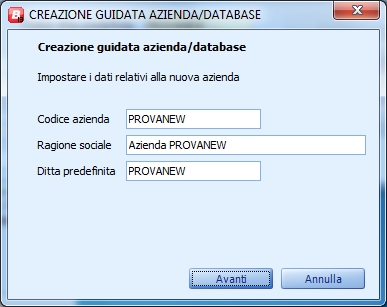 CREAZIONE GUIDATA AZIENDA/DATABASE
Creazione guidata azienda/database
Impostare i dati relativi alla nuova azienda
Codice azienda PROVANEW
Ragione sociale Azienda PROVANEW
Ditta predefinita PROVANEW
Avanti Annulla